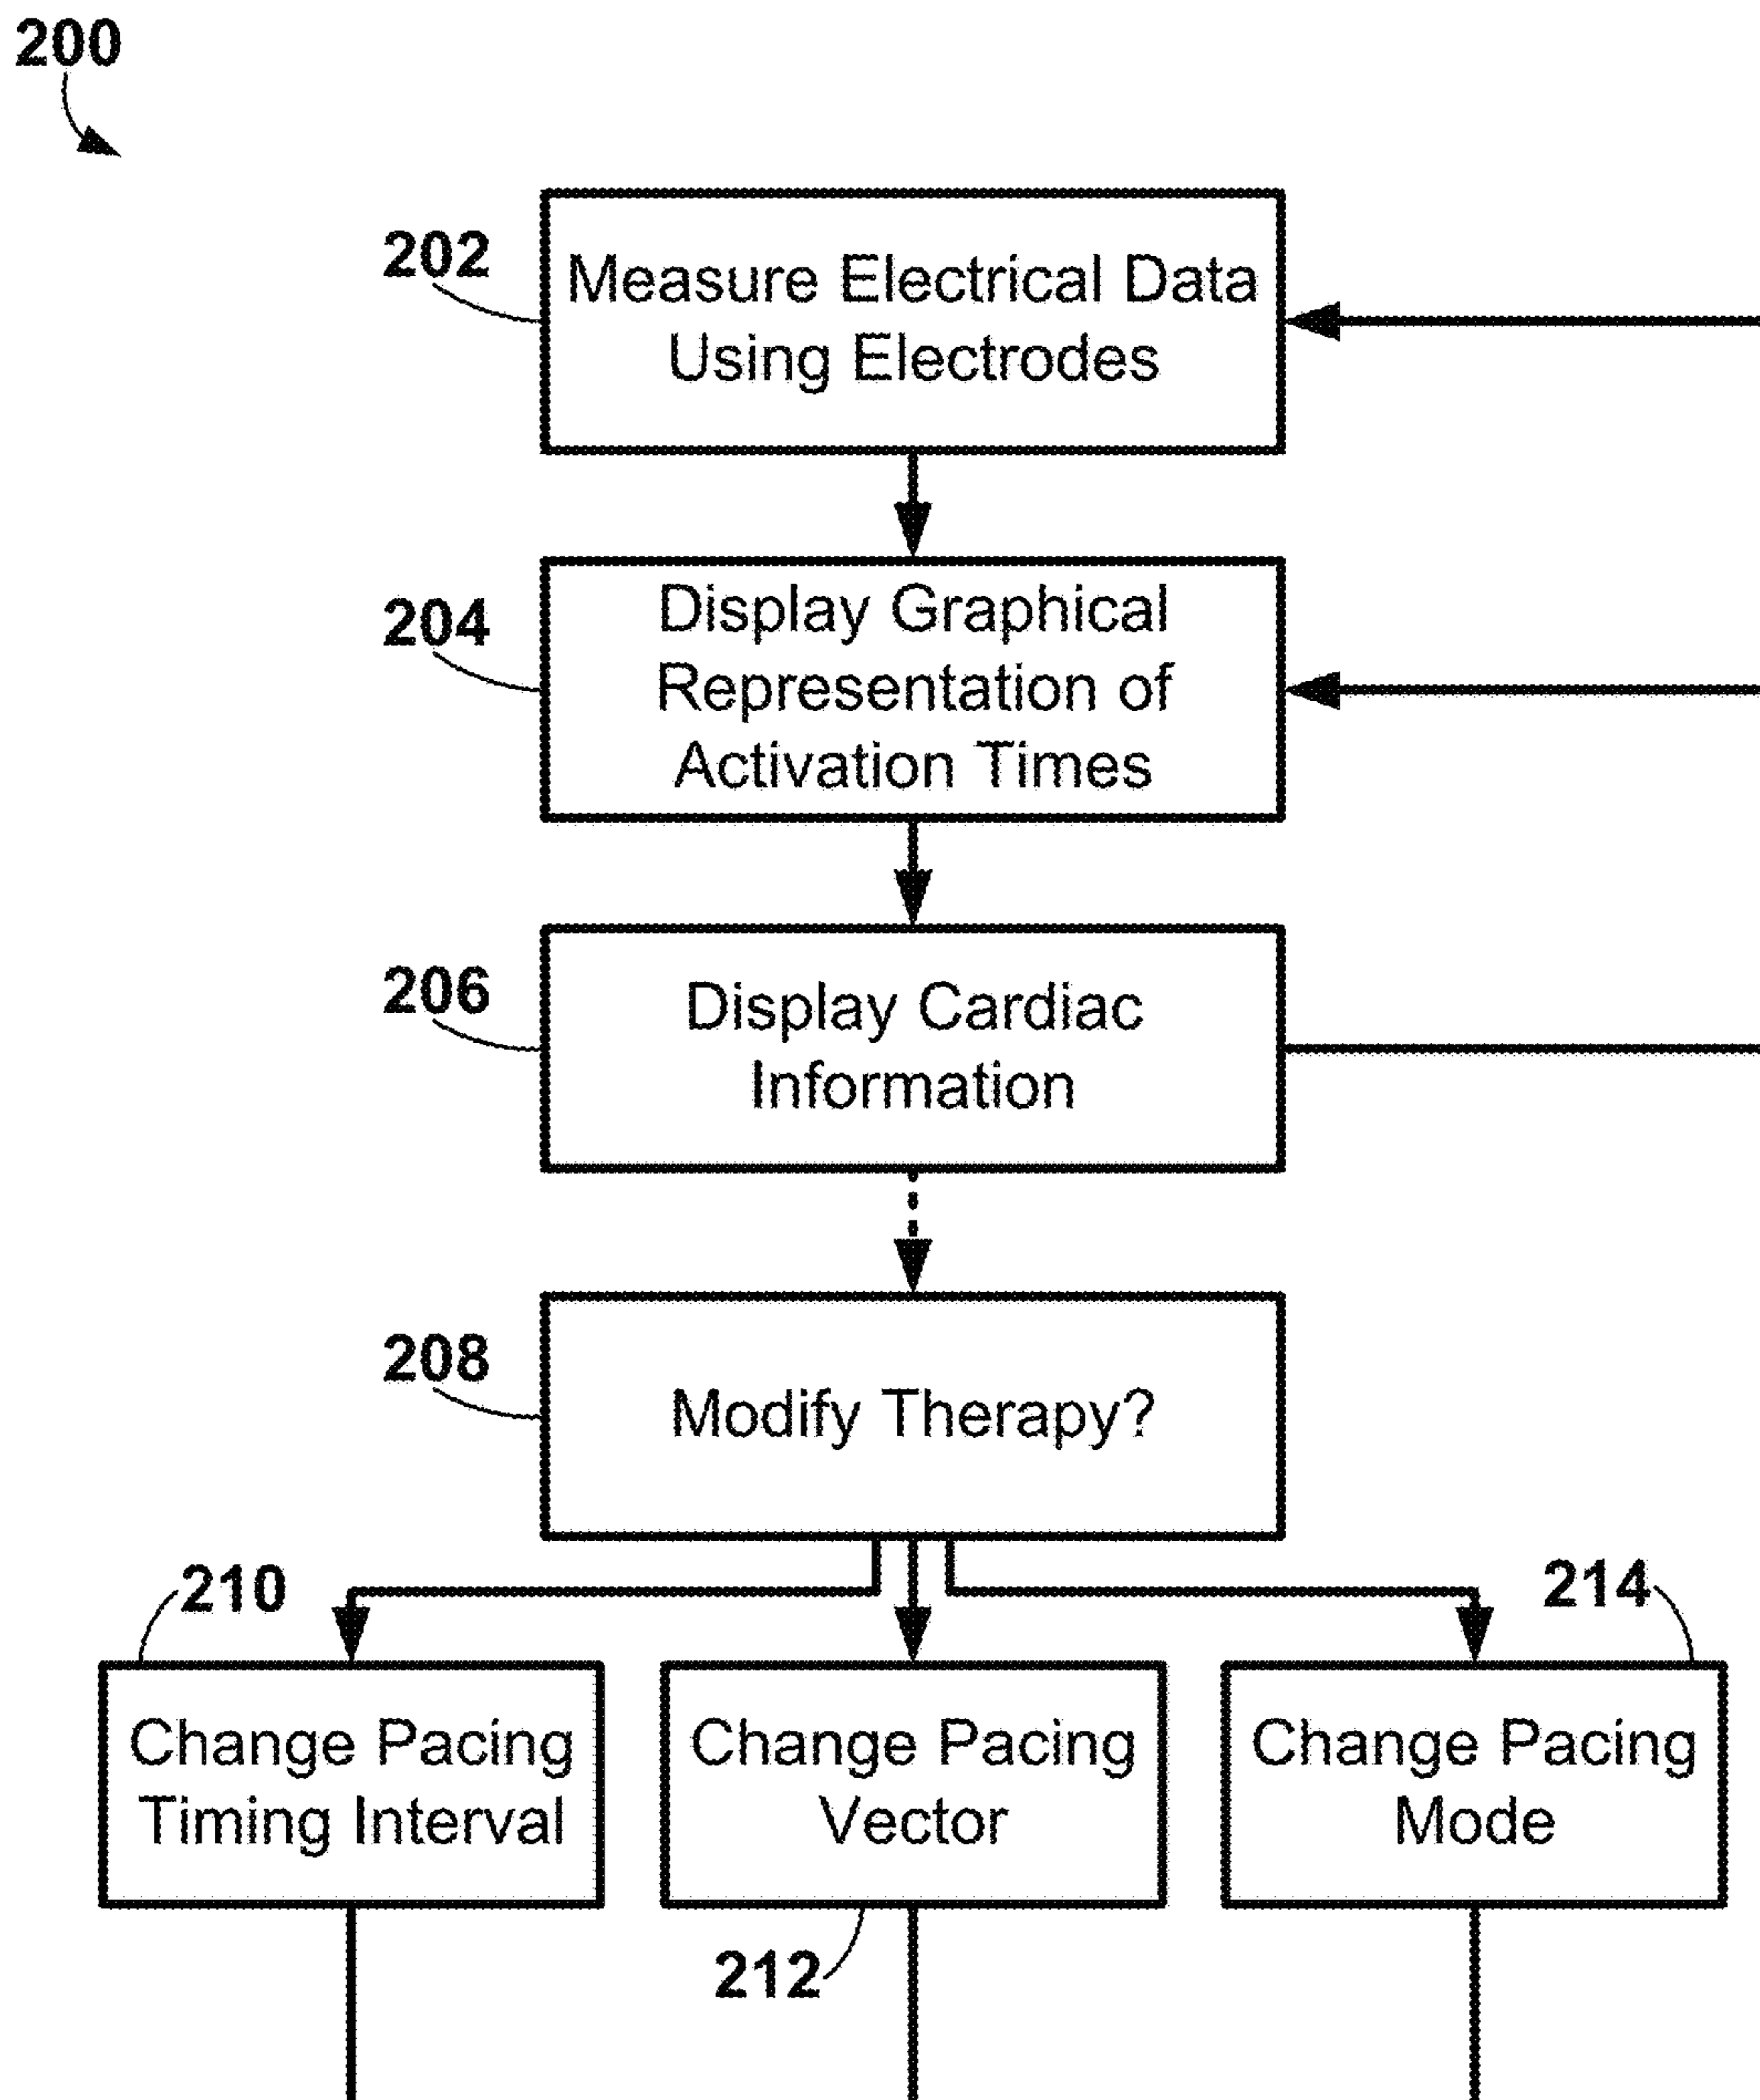 200
202
Measure Electrical Data
Using Electrodes
204
Display Graphical
Representation of
Activation Times
206
Display Cardiac
Information
208
Modify Therapy?
210
214
Change Pacing
Timing Interval
Change Pacing
Vector
Change Pacing
Mode
212